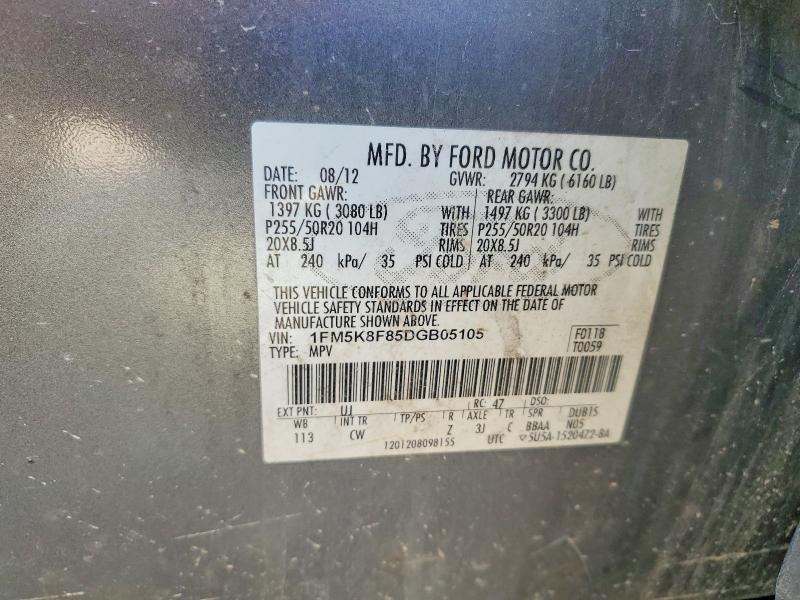 MFD. BY FORD MOTOR CO.
DATE: 08/12 GVWR: 2794 KG ( 6160 LB)
FRONT GAWR: REAR GAWR:
1397 KG ( 3080 LB) WITH 1497 KG ( 3300 LB) WITH
P255/50R20 104H TIRES P255/50R20 104H TIRES
20X8.5J RIMS 20X8.5J RIMS
AT 240 kPa/ 35 PSI COLD AT 240 kPa/ 35 PSI COLD
THIS VEHICLE CONFORMS TO ALL APPLICABLE FEDERAL MOTOR
VEHICLE SAFETY STANDARDS IN EFFECT ON THE DATE OF
MANUFACTURE SHOWN ABOVE.
VIN: 1FM5K8F85DGB05105 F0118
TYPE: MPV T0059
EXT PNT: UJ RC: 47 DSO:
WB INT TR TP/PS R AXLE TR SPR DUB15
113 CW Z 3J C BBAA N05
1201208098155 UTC ▽5U5A-1520472-BA